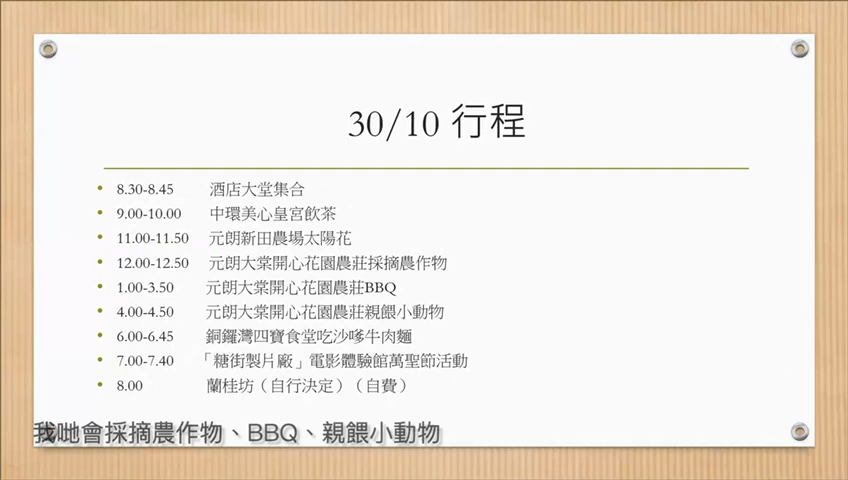 30/10 行程
• 8.30-8.45 酒店大堂集合
• 9.00-10.00 中環美心皇宮飲茶
• 11.00-11.50 元朗新田農場太陽花
• 12.00-12.50 元朗大棠開心花園農莊採摘農作物
• 1.00-3.50 元朗大棠開心花園農莊BBQ
• 4.00-4.50 元朗大棠開心花園農莊親餵小動物
• 6.00-6.45 銅鑼灣四寶食堂吃沙嗲牛肉麵
• 7.00-7.40 「糖街製片廠」電影體驗館萬聖節活動
• 8.00 蘭桂坊（自行決定）（自費）
我哋會採摘農作物、BBQ、親餵小動物